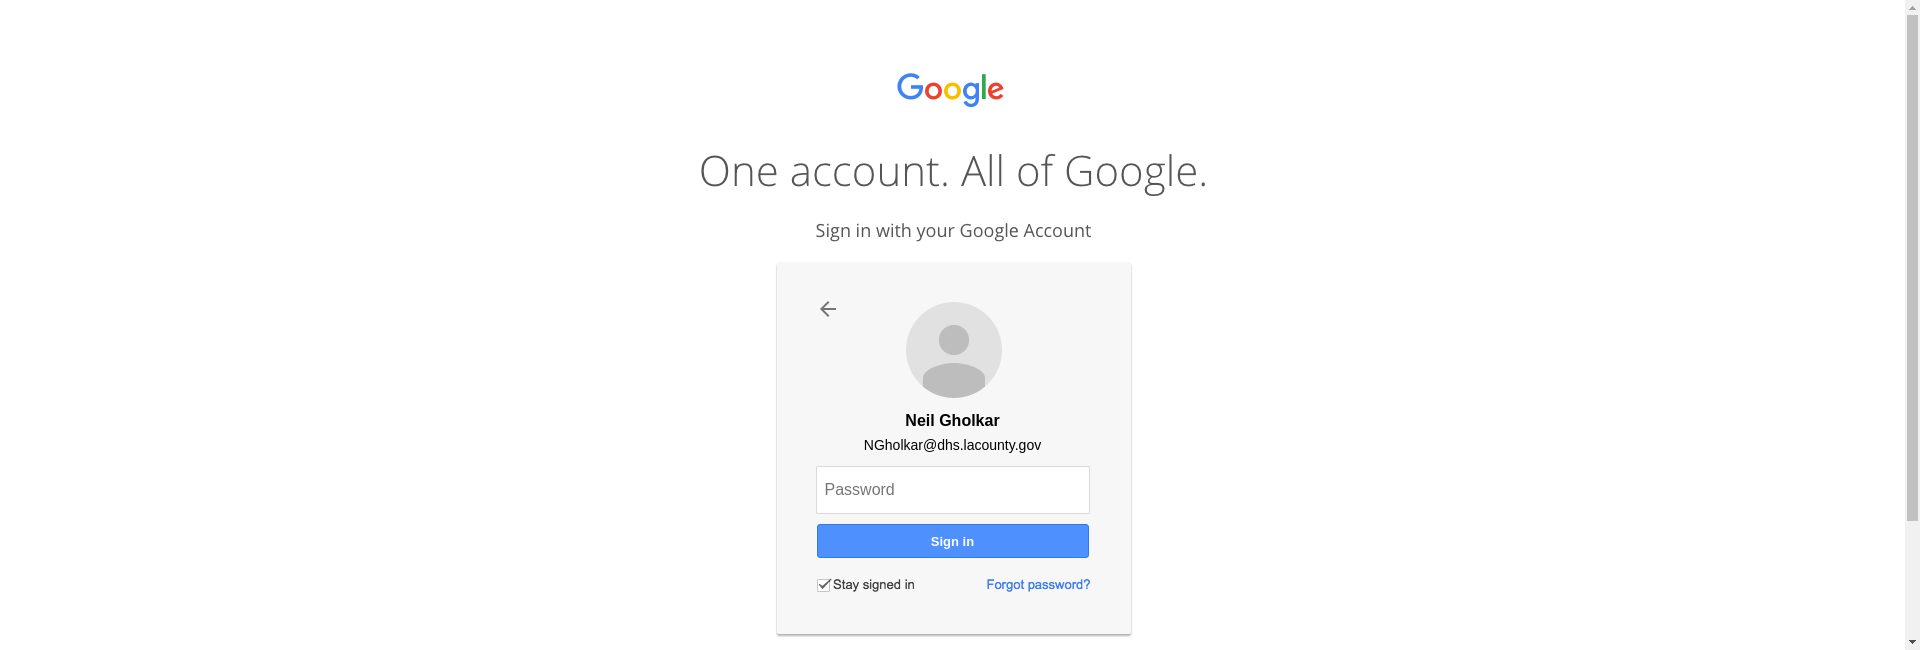 Google
One account. All of Google.
Sign in with your Google Account
Neil Gholkar
NGholkar@dhs.lacounty.gov
Password
Sign in
Stay signed in Forgot password?